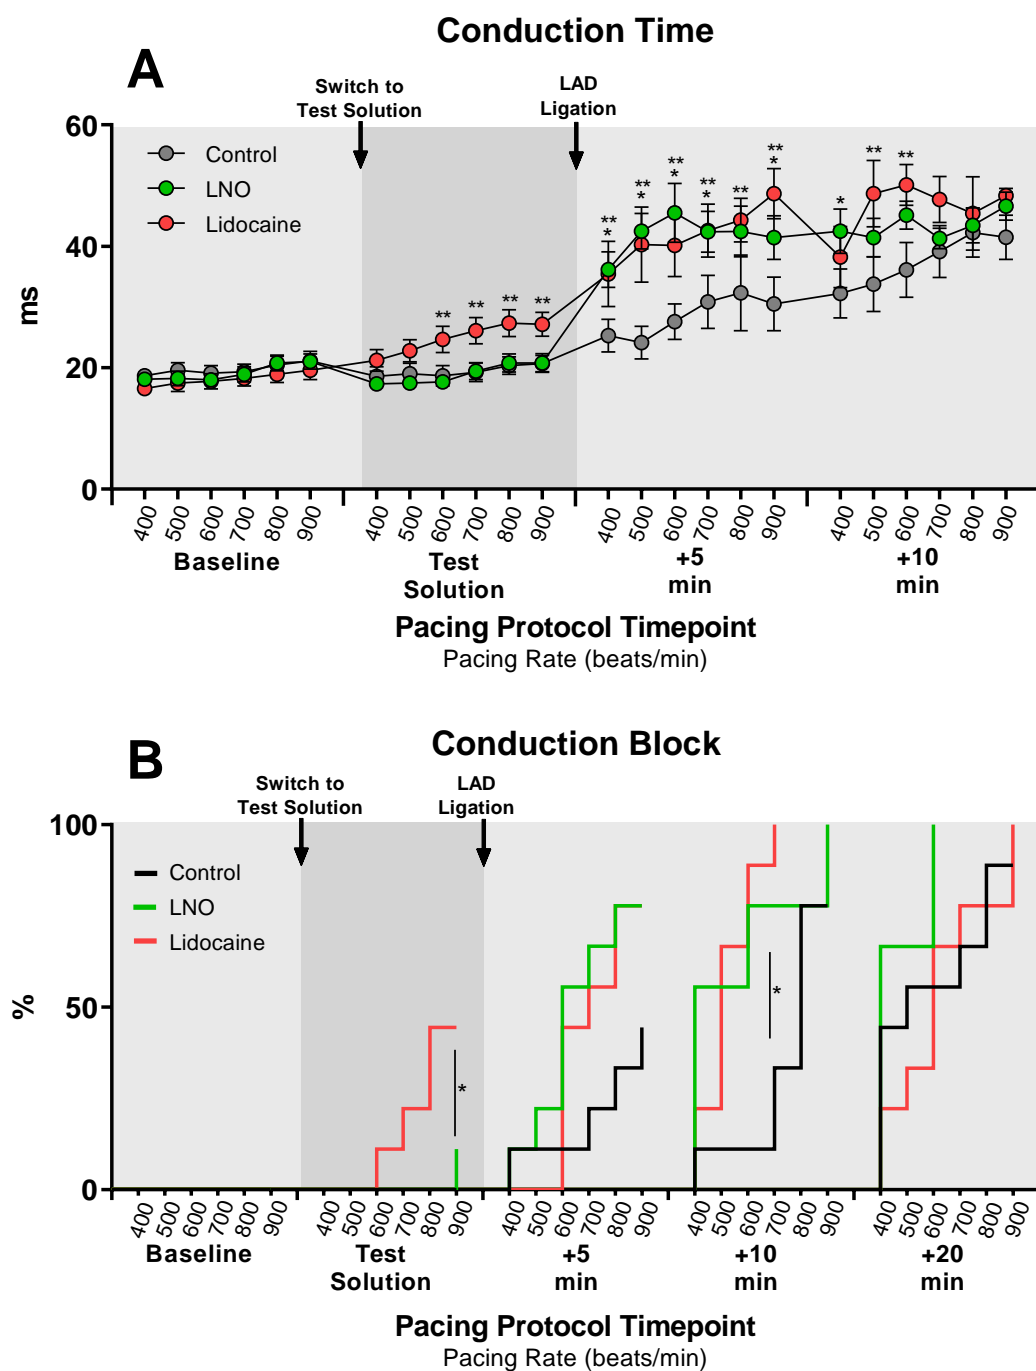 Conduction Time
A
Switch to
Test Solution
LAD
Ligation
Control
LNO
Lidocaine
60
40
20
0
ms
** ** ** **
** * ** * ** * ** * ** ** *
* ** **
400 500 600 700 800 900
400 500 600 700 800 900
400 500 600 700 800 900
400 500 600 700 800 900
Baseline
Test
Solution
+5
min
+10
min
Pacing Protocol Timepoint
Pacing Rate (beats/min)
Conduction Block
B
Switch to
Test Solution
LAD
Ligation
Control
LNO
Lidocaine
100
50
0
%
*
*
400 500 600 700 800 900
400 500 600 700 800 900
400 500 600 700 800 900
400 500 600 700 800 900
400 500 600 700 800 900
Baseline
Test
Solution
+5
min
+10
min
+20
min
Pacing Protocol Timepoint
Pacing Rate (beats/min)